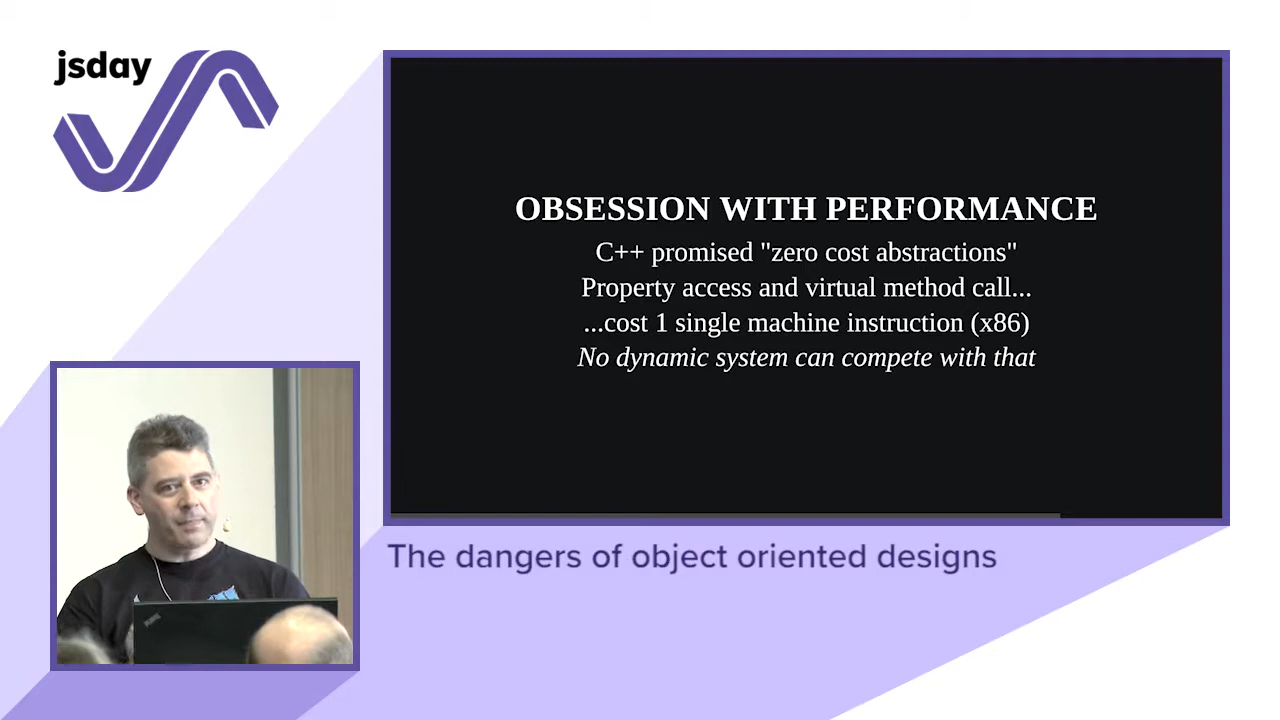 jsday
OBSESSION WITH PERFORMANCE
C++ promised "zero cost abstractions"
Property access and virtual method call...
...cost 1 single machine instruction (x86)
No dynamic system can compete with that
The dangers of object oriented designs